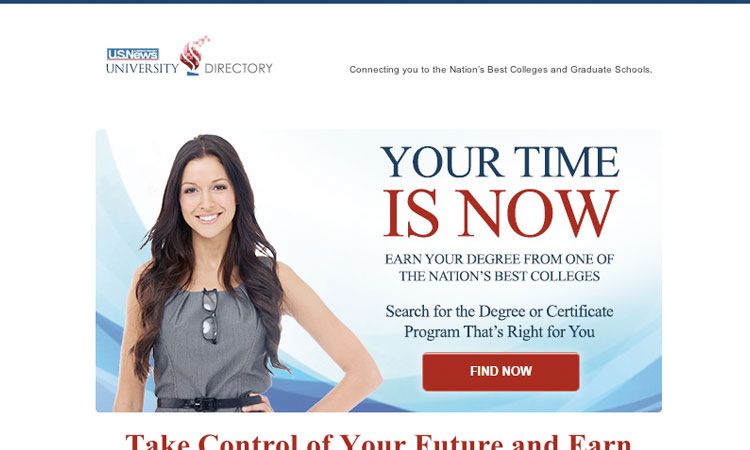 U.S.News
UNIVERSITY DIRECTORY
Connecting you to the Nation's Best Colleges and Graduate Schools.
YOUR TIME
IS NOW
EARN YOUR DEGREE FROM ONE OF
THE NATION'S BEST COLLEGES
Search for the Degree or Certificate
Program That's Right for You
FIND NOW
Take Control of Your Future and Earn